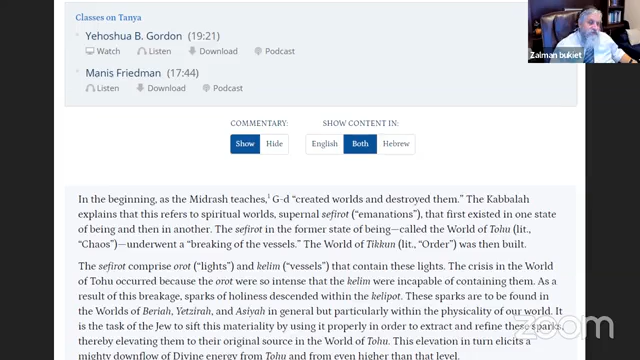 Classes on Tanya
Yehoshua B. Gordon (19:21)
Watch Listen Download Podcast
Manis Friedman (17:44)
Listen Download Podcast
Zalman bukiet
COMMENTARY: SHOW CONTENT IN:
Show Hide English Both Hebrew
In the beginning, as the Midrash teaches,1 G-d “created worlds and destroyed them.” The Kabbalah
explains that this refers to spiritual worlds, supernal sefirot (“emanations”), that first existed in one state
of being and then in another. The sefirot in the former state of being—called the World of Tohu (lit.,
“Chaos”)—underwent a “breaking of the vessels.” The World of Tikkun (lit., “Order”) was then built.
The sefirot comprise orot (“lights”) and kelim (“vessels”) that contain these lights. The crisis in the World
of Tohu occurred because the orot were so intense that the kelim were incapable of containing them. As a
result of this breakage, sparks of holiness descended within the kelipot. These sparks are to be found in
the Worlds of Beriah, Yetzirah, and Asiyah in general but particularly within the physicality of our world. It
is the task of the Jew to sift this materiality by using it properly in order to extract and refine these sparks,
thereby elevating them to their original source in the World of Tohu. This elevation in turn elicits a
mighty downflow of Divine energy from Tohu and from even higher than that level.
zoom